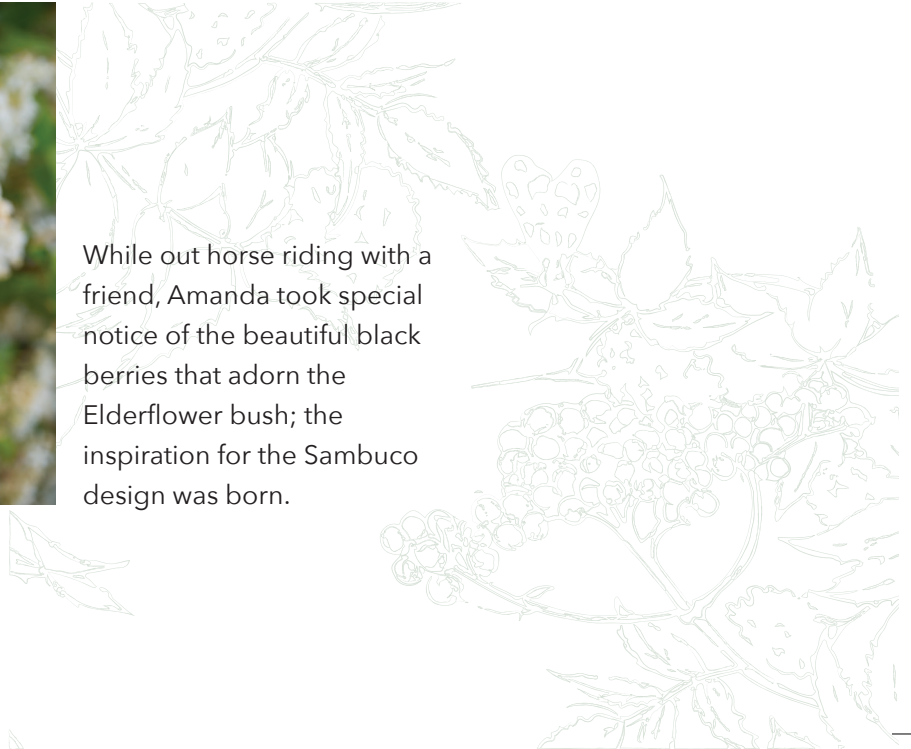 While out horse riding with a
friend, Amanda took special
notice of the beautiful black
berries that adorn the
Elderflower bush; the
inspiration for the Sambuco
design was born.